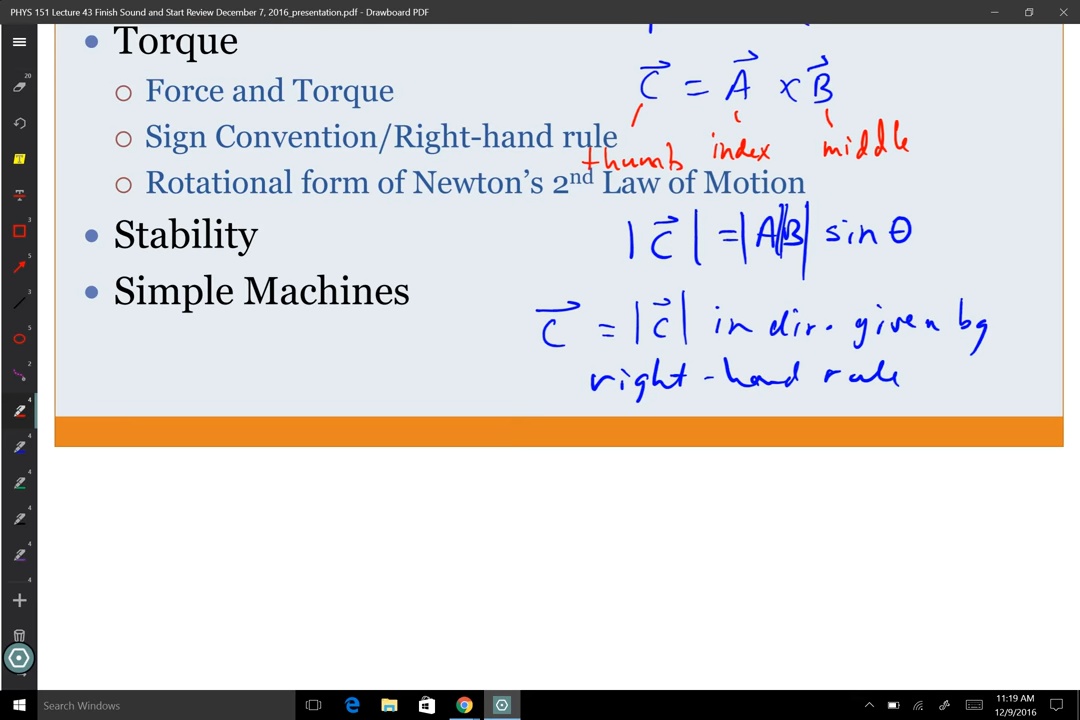 PHYS 151 Lecture 43 Finish Sound and Start Review December 7, 2016_presentation.pdf - Drawboard PDF
• Torque
C⃗ = A⃗ × B⃗
○ Force and Torque
○ Sign Convention/Right-hand rule
thumb index middle
○ Rotational form of Newton's 2nd Law of Motion
• Stability
|C⃗| = |A||B| sin θ
• Simple Machines
C⃗ = |C⃗| in dir. given by
right-hand rule
Search Windows
11:19 AM
12/9/2016